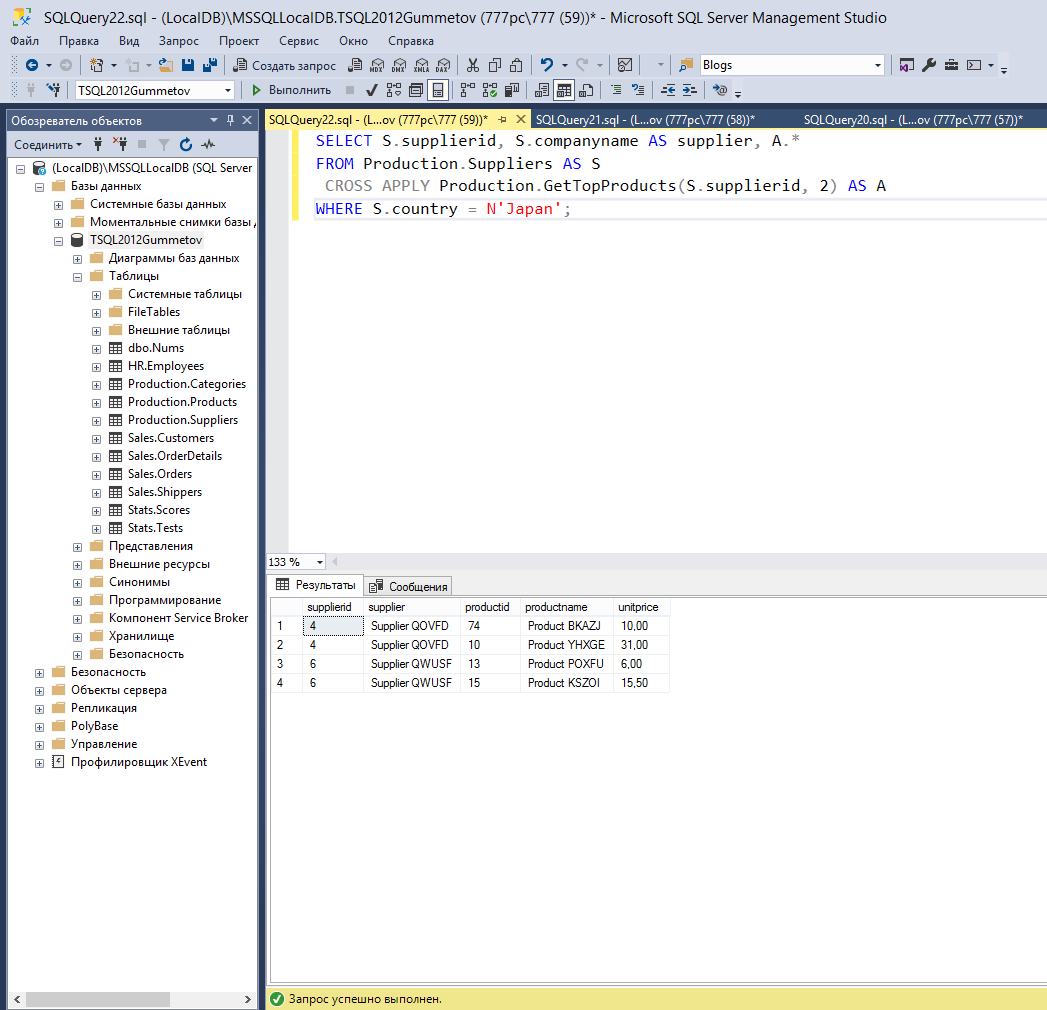 SQLQuery22.sql - (LocalDB)\MSSQLLocalDB.TSQL2012Gummetov (777pc\777 (59))* - Microsoft SQL Server Management Studio
Файл Правка Вид Запрос Проект Сервис Окно Справка
Создать запрос MDX DMX XMLA DAX Blogs
TSQL2012Gummetov Выполнить
Обозреватель объектов
Соединить
(LocalDB)\MSSQLLocalDB (SQL Server
Базы данных
Системные базы данных
Моментальные снимки базы
TSQL2012Gummetov
Диаграммы баз данных
Таблицы
Системные таблицы
FileTables
Внешние таблицы
dbo.Nums
HR.Employees
Production.Categories
Production.Products
Production.Suppliers
Sales.Customers
Sales.OrderDetails
Sales.Orders
Sales.Shippers
Stats.Scores
Stats.Tests
Представления
Внешние ресурсы
Синонимы
Программирование
Компонент Service Broker
Хранилище
Безопасность
Безопасность
Объекты сервера
Репликация
PolyBase
Управление
Профилировщик XEvent
SQLQuery22.sql - (L...ov (777pc\777 (59))* SQLQuery21.sql - (L...ov (777pc\777 (58))* SQLQuery20.sql - (L...ov (777pc\777 (57))*
SELECT S.supplierid, S.companyname AS supplier, A.*
FROM Production.Suppliers AS S
CROSS APPLY Production.GetTopProducts(S.supplierid, 2) AS A
WHERE S.country = N'Japan';
133 %
Результаты Сообщения
supplierid supplier productid productname unitprice
1 4 Supplier QOVFD 74 Product BKAZJ 10,00
2 4 Supplier QOVFD 10 Product YHXGE 31,00
3 6 Supplier QWUSF 13 Product POXFU 6,00
4 6 Supplier QWUSF 15 Product KSZOI 15,50
Запрос успешно выполнен.